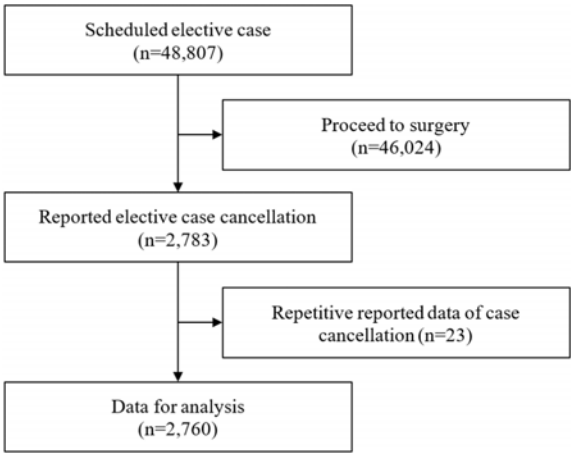 Scheduled elective case
(n=48,807)
Proceed to surgery
(n=46,024)
Reported elective case cancellation
(n=2,783)
Repetitive reported data of case
cancellation (n=23)
Data for analysis
(n=2,760)